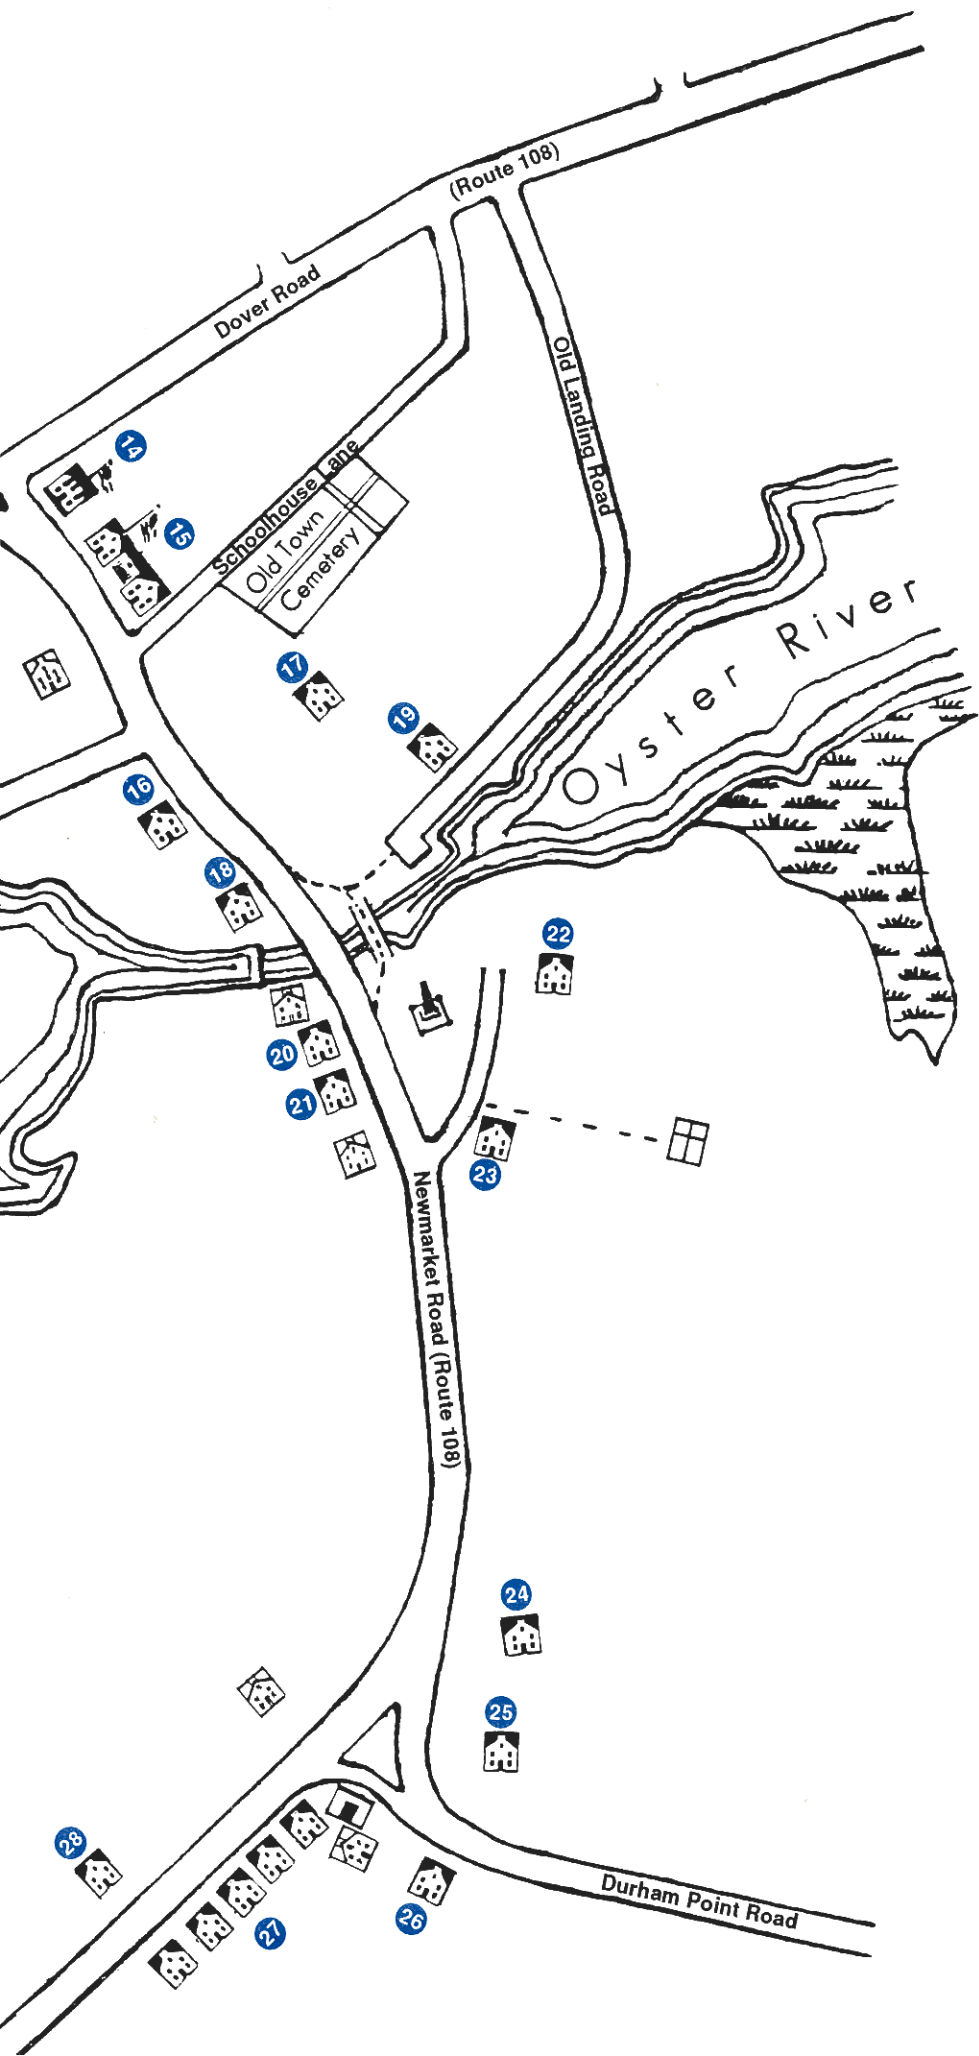 (Route 108)
Dover Road
Old Landing Road
14
15
Schoolhouse Lane
Old Town
Cemetery
Oyster River
17
19
16
18
22
20
21
23
Newmarket Road (Route 108)
24
25
28
27
26
Durham Point Road